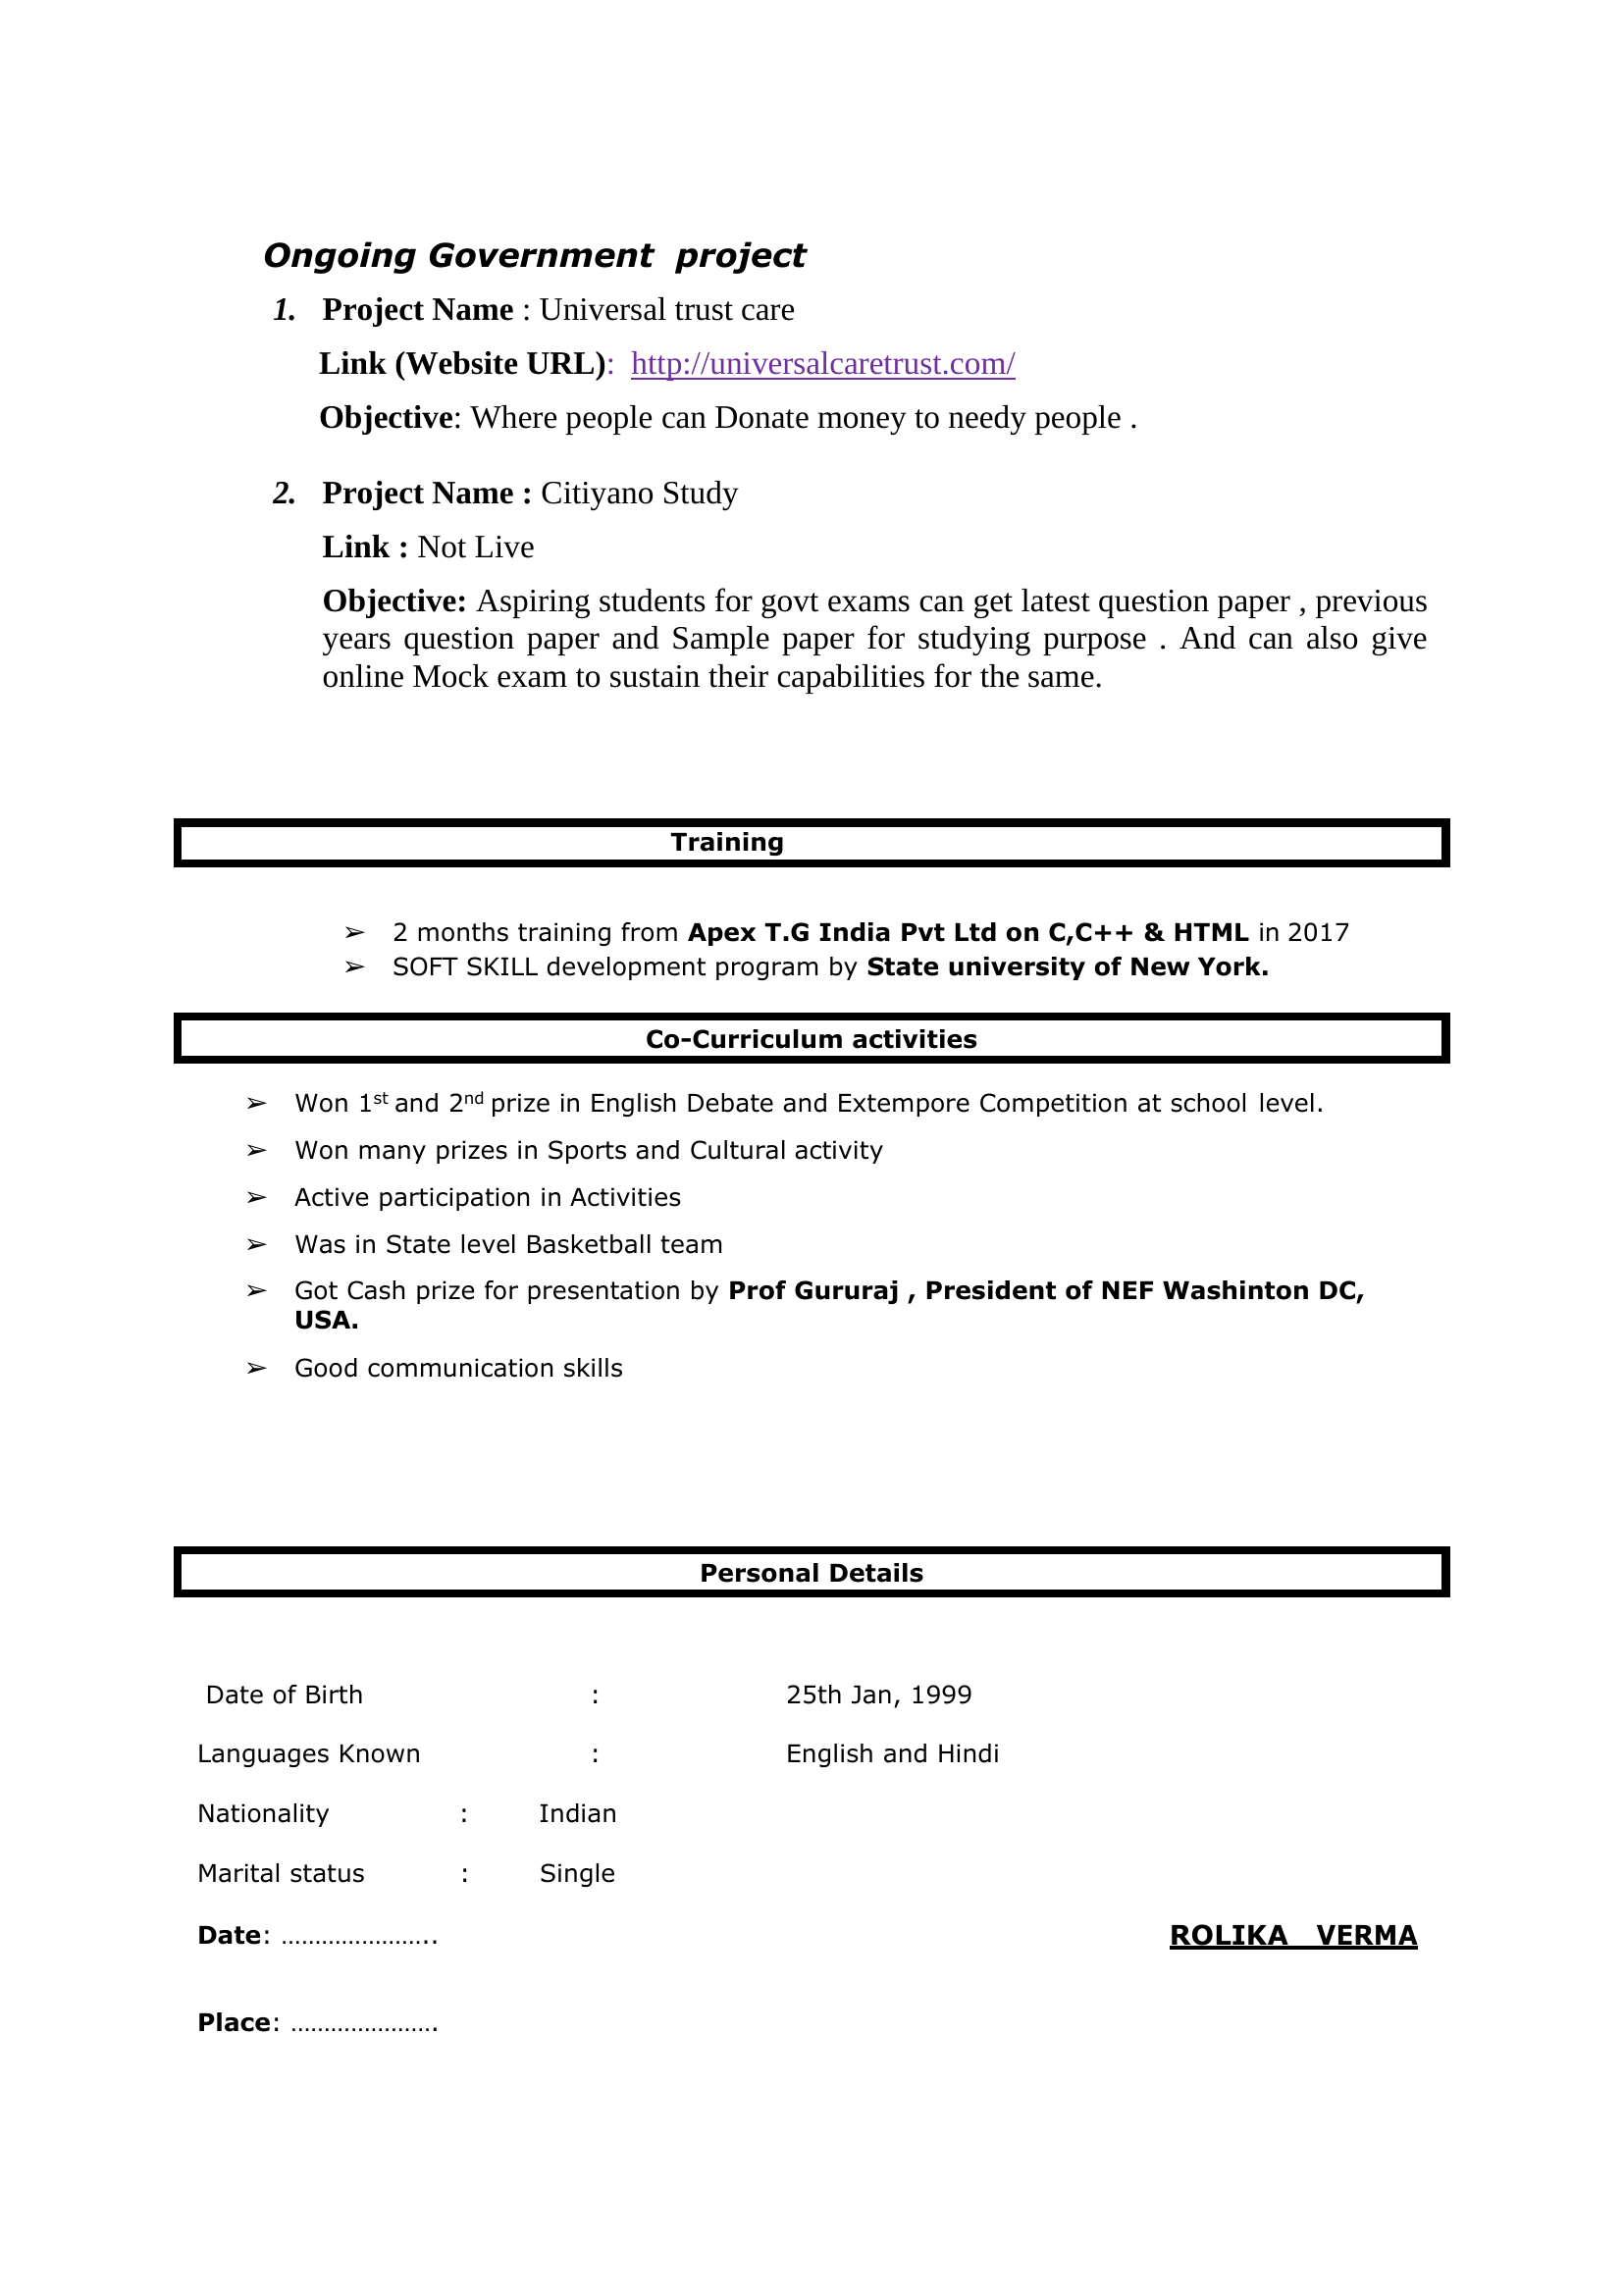 Ongoing Government project
1. Project Name : Universal trust care
Link (Website URL): http://universalcaretrust.com/
Objective: Where people can Donate money to needy people .
2. Project Name : Citiyano Study
Link : Not Live
Objective: Aspiring students for govt exams can get latest question paper , previous
years question paper and Sample paper for studying purpose . And can also give
online Mock exam to sustain their capabilities for the same.
Training
➢ 2 months training from Apex T.G India Pvt Ltd on C,C++ & HTML in 2017
➢ SOFT SKILL development program by State university of New York.
Co-Curriculum activities
➢ Won 1st and 2nd prize in English Debate and Extempore Competition at school level.
➢ Won many prizes in Sports and Cultural activity
➢ Active participation in Activities
➢ Was in State level Basketball team
➢ Got Cash prize for presentation by Prof Gururaj , President of NEF Washinton DC,
USA.
➢ Good communication skills
Personal Details
Date of Birth : 25th Jan, 1999
Languages Known : English and Hindi
Nationality : Indian
Marital status : Single
Date: ………………….. ROLIKA VERMA
Place: ………………….